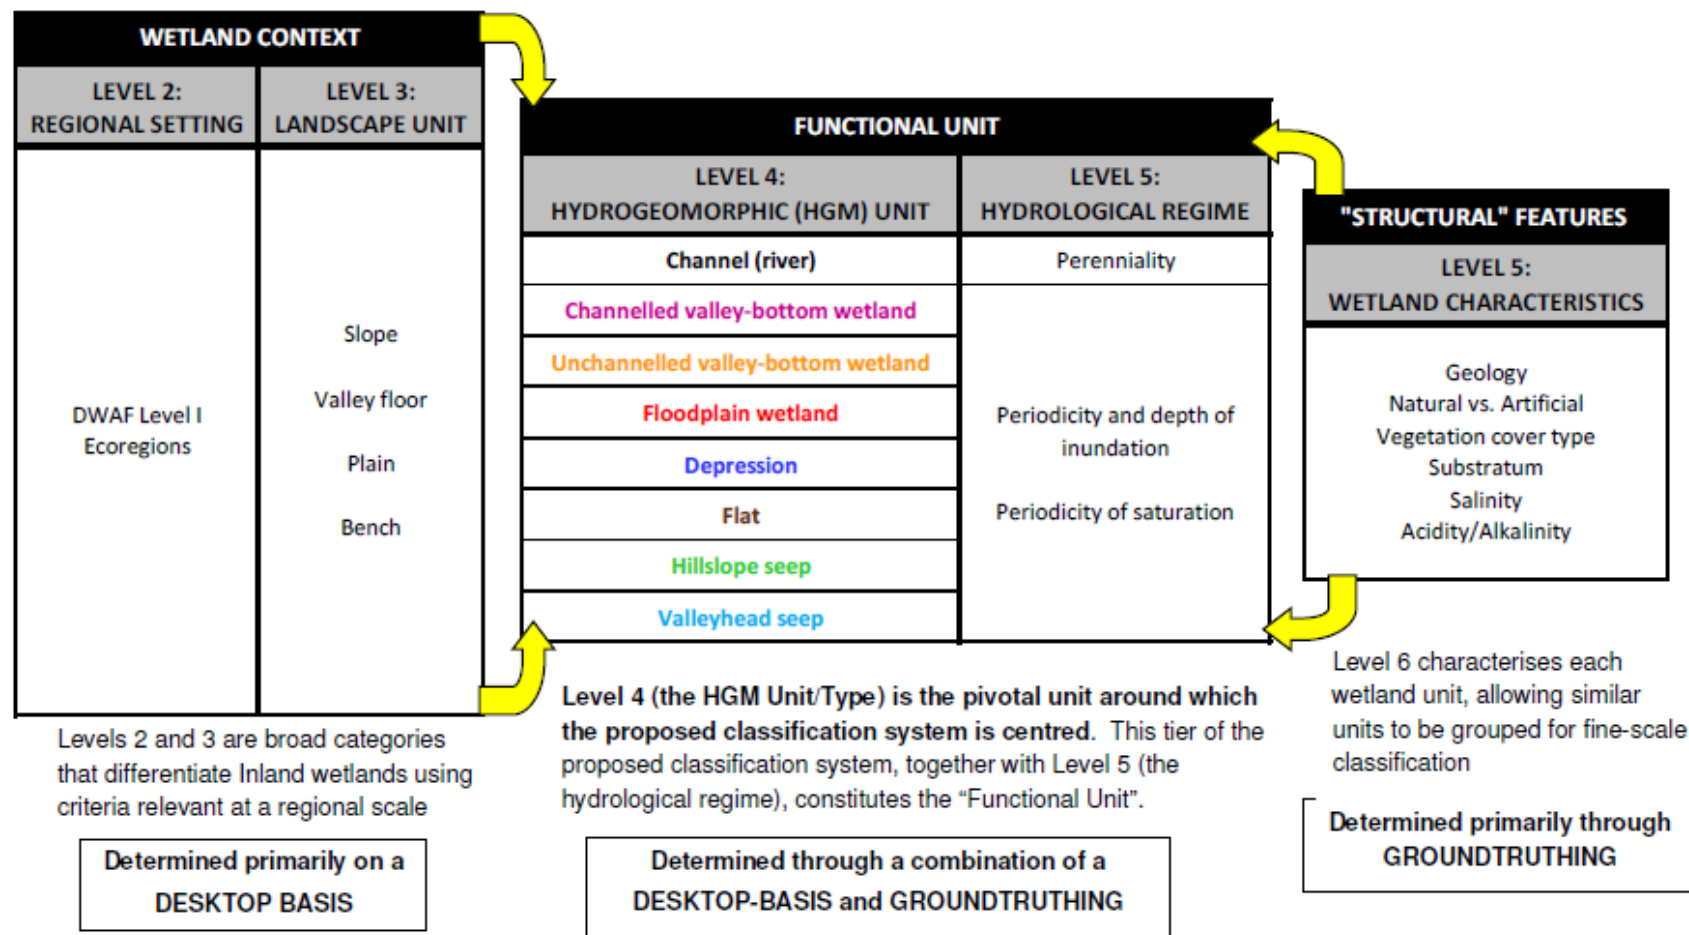 WETLAND CONTEXT
LEVEL 2:
REGIONAL SETTING
DWAF Level I
Ecoregions
LEVEL 3:
LANDSCAPE UNIT
Slope
Valley floor
Plain
Bench
Levels 2 and 3 are broad categories
that differentiate Inland wetlands using
criteria relevant at a regional scale
Determined primarily on a
DESKTOP BASIS
FUNCTIONAL UNIT
LEVEL 4:
HYDROGEOMORPHIC (HGM) UNIT
Channel (river)
Channelled valley-bottom wetland
Unchannelled valley-bottom wetland
Floodplain wetland
Depression
Flat
Hillslope seep
Valleyhead seep
LEVEL 5:
HYDROLOGICAL REGIME
Perenniality
Periodicity and depth of
inundation
Periodicity of saturation
Level 4 (the HGM Unit/Type) is the pivotal unit around which
the proposed classification system is centred. This tier of the
proposed classification system, together with Level 5 (the
hydrological regime), constitutes the “Functional Unit”.
Determined through a combination of a
DESKTOP-BASIS and GROUNDTRUTHING
"STRUCTURAL" FEATURES
LEVEL 5:
WETLAND CHARACTERISTICS
Geology
Natural vs. Artificial
Vegetation cover type
Substratum
Salinity
Acidity/Alkalinity
Level 6 characterises each
wetland unit, allowing similar
units to be grouped for fine-scale
classification
Determined primarily through
GROUNDTRUTHING